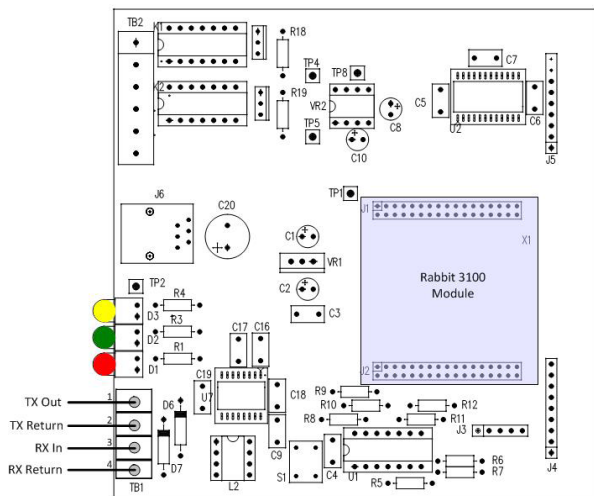 TB2
K1
R18
K2
R19
TP4
TP8
VR2
TP5
C8
C10
C7
C5
U2
C6
J5
J6
C20
TP1
C1
VR1
C2
C3
J1
X1
Rabbit 3100
Module
J2
TP2
R4
D3
R3
D2
R1
D1
C17
C16
C19
U7
C18
C9
L2
S1
C4
U1
R9
R10
R8
R12
R11
R6
R7
R5
J3
J4
TX Out
1
TX Return
2
RX In
3
RX Return
4
D6
D7
TB1